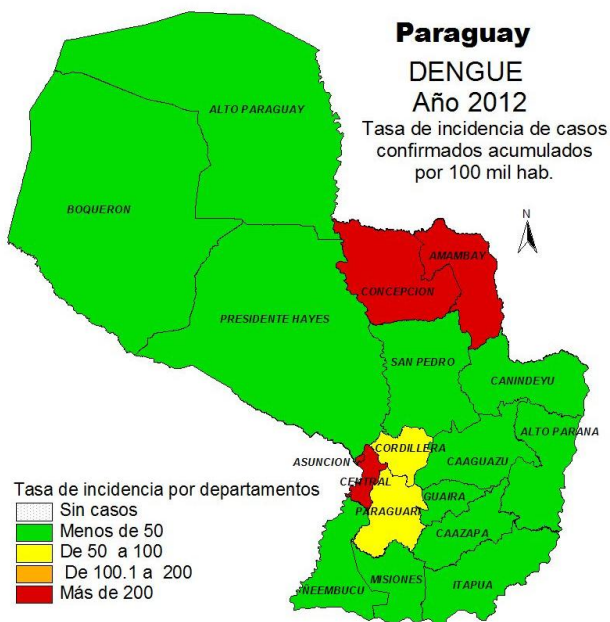 Paraguay
DENGUE
Año 2012
Tasa de incidencia de casos
confirmados acumulados
por 100 mil hab.
N
ALTO PARAGUAY
BOQUERON
AMAMBAY
CONCEPCION
PRESIDENTE HAYES
SAN PEDRO
CANINDEYU
ALTO PARANA
CORDILLERA
ASUNCION
CAAGUAZU
CENTRAL
GUAIRA
PARAGUARI
CAAZAPA
ÑEEMBUCU
MISIONES
ITAPUA
Tasa de incidencia por departamentos
Sin casos
Menos de 50
De 50 a 100
De 100.1 a 200
Más de 200